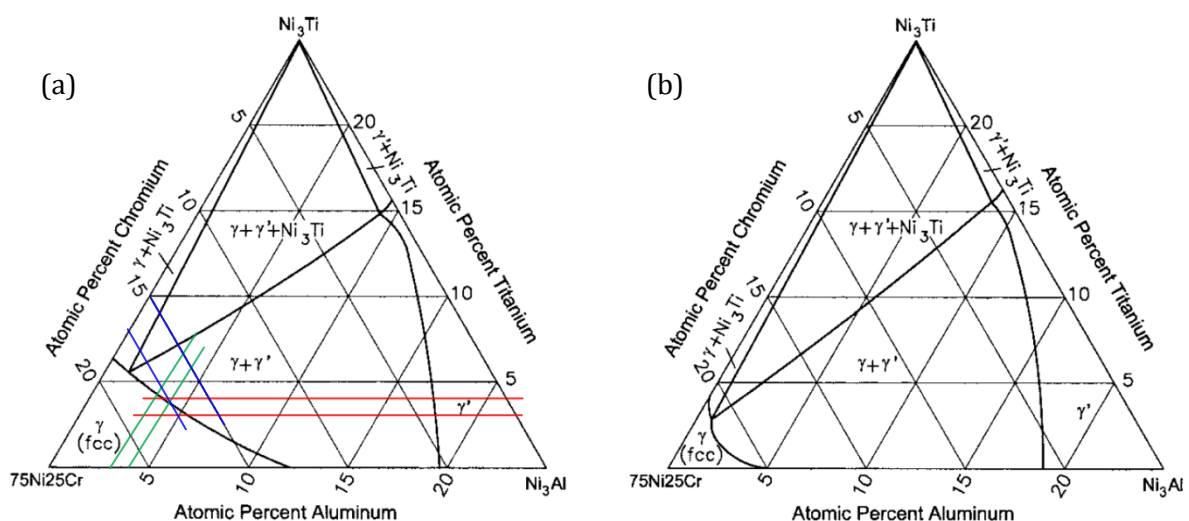 (a)
Ni₃Ti
5
20
γ'+Ni₃Ti
Atomic Percent Chromium
Atomic Percent Titanium
10
15
γ+γ'+Ni₃Ti
γ+Ni₃Ti
15
10
γ+γ'
20
5
γ'
γ
(fcc)
75Ni25Cr
5
10
15
20
Ni₃Al
Atomic Percent Aluminum
(b)
Ni₃Ti
5
20
γ'+Ni₃Ti
Atomic Percent Chromium
Atomic Percent Titanium
10
15
γ+γ'+Ni₃Ti
γ+Ni₃Ti
15
10
γ+γ'
20
5
γ'
γ
(fcc)
75Ni25Cr
5
10
15
20
Ni₃Al
Atomic Percent Aluminum